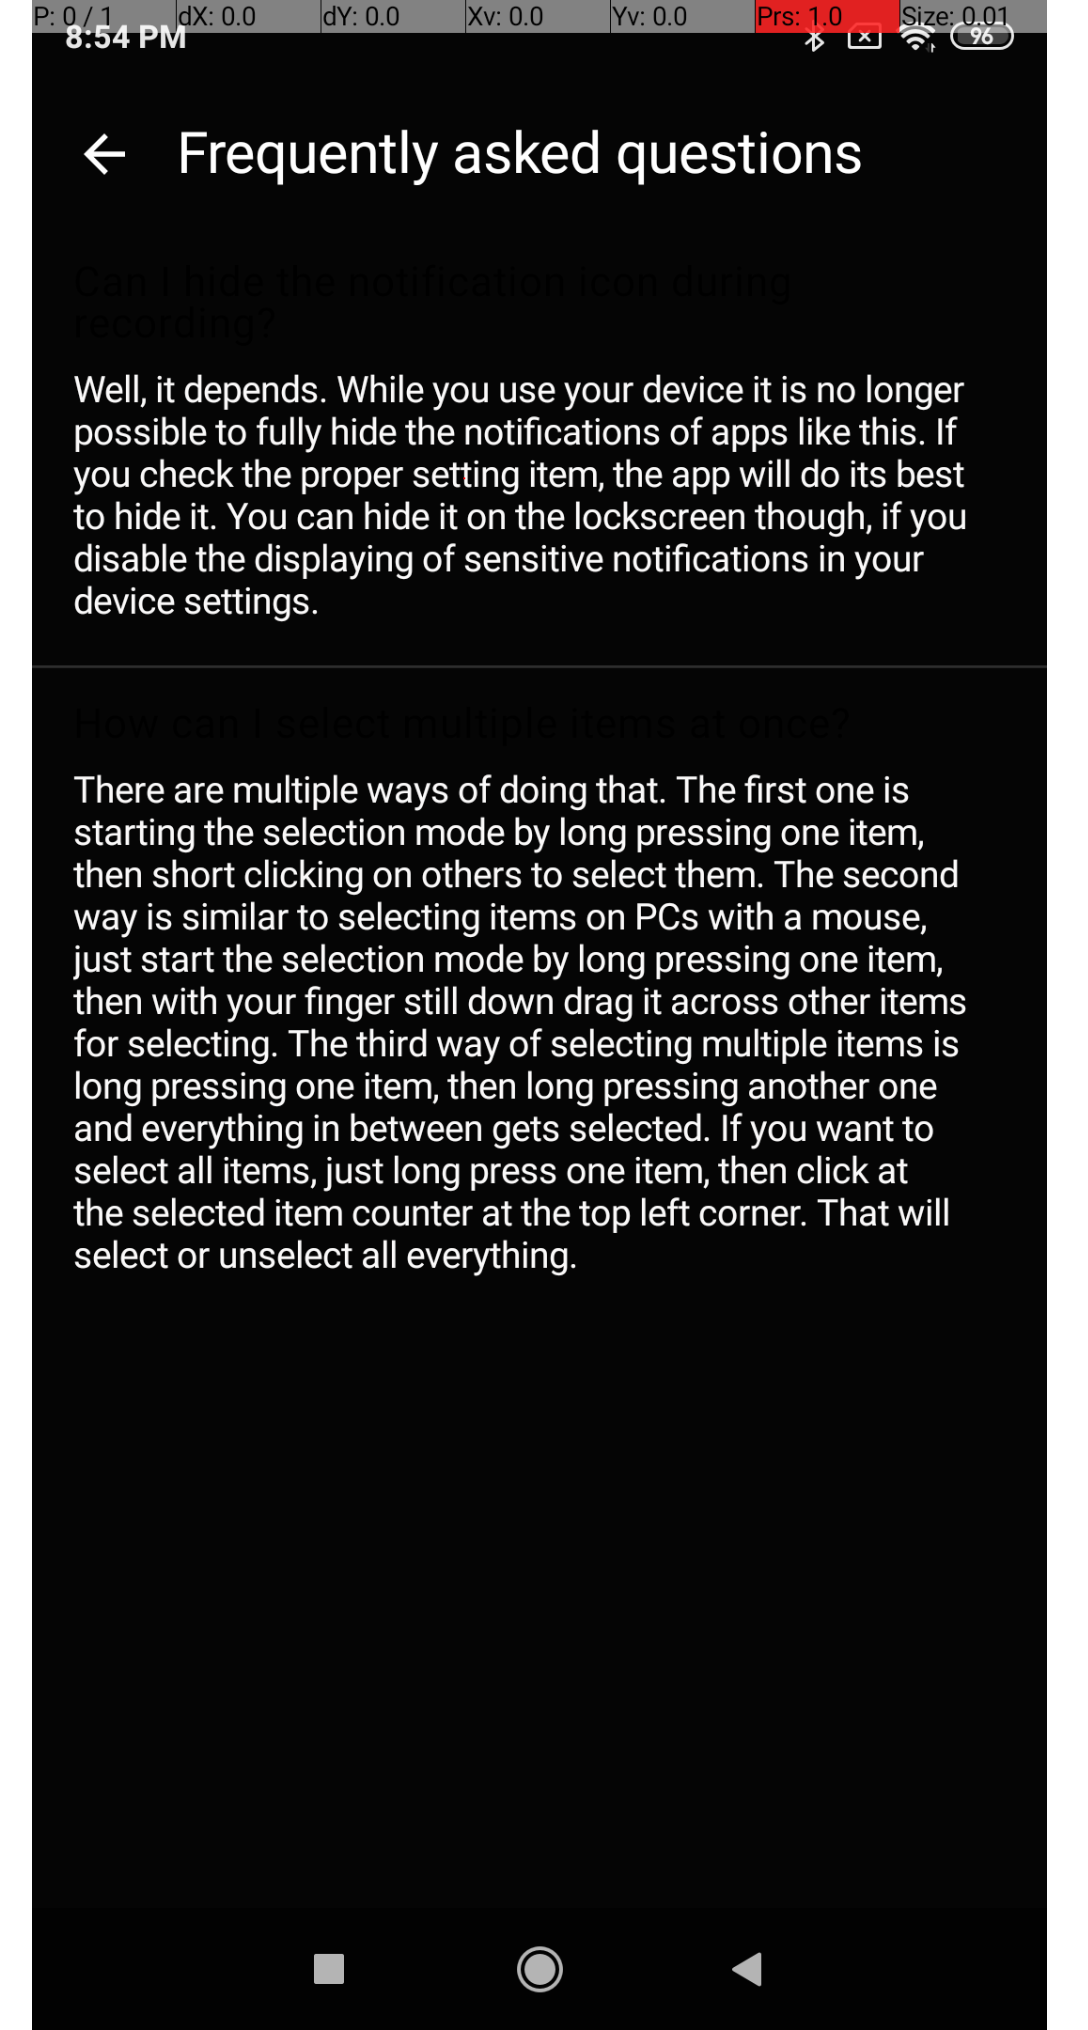 P: 0 / 1 dX: 0.0 dY: 0.0 Xv: 0.0 Yv: 0.0 Prs: 1.0 Size: 0.01
8:54 PM 96
Frequently asked questions
Can I hide the notification icon during
recording?
Well, it depends. While you use your device it is no longer
possible to fully hide the notifications of apps like this. If
you check the proper setting item, the app will do its best
to hide it. You can hide it on the lockscreen though, if you
disable the displaying of sensitive notifications in your
device settings.
How can I select multiple items at once?
There are multiple ways of doing that. The first one is
starting the selection mode by long pressing one item,
then short clicking on others to select them. The second
way is similar to selecting items on PCs with a mouse,
just start the selection mode by long pressing one item,
then with your finger still down drag it across other items
for selecting. The third way of selecting multiple items is
long pressing one item, then long pressing another one
and everything in between gets selected. If you want to
select all items, just long press one item, then click at
the selected item counter at the top left corner. That will
select or unselect all everything.